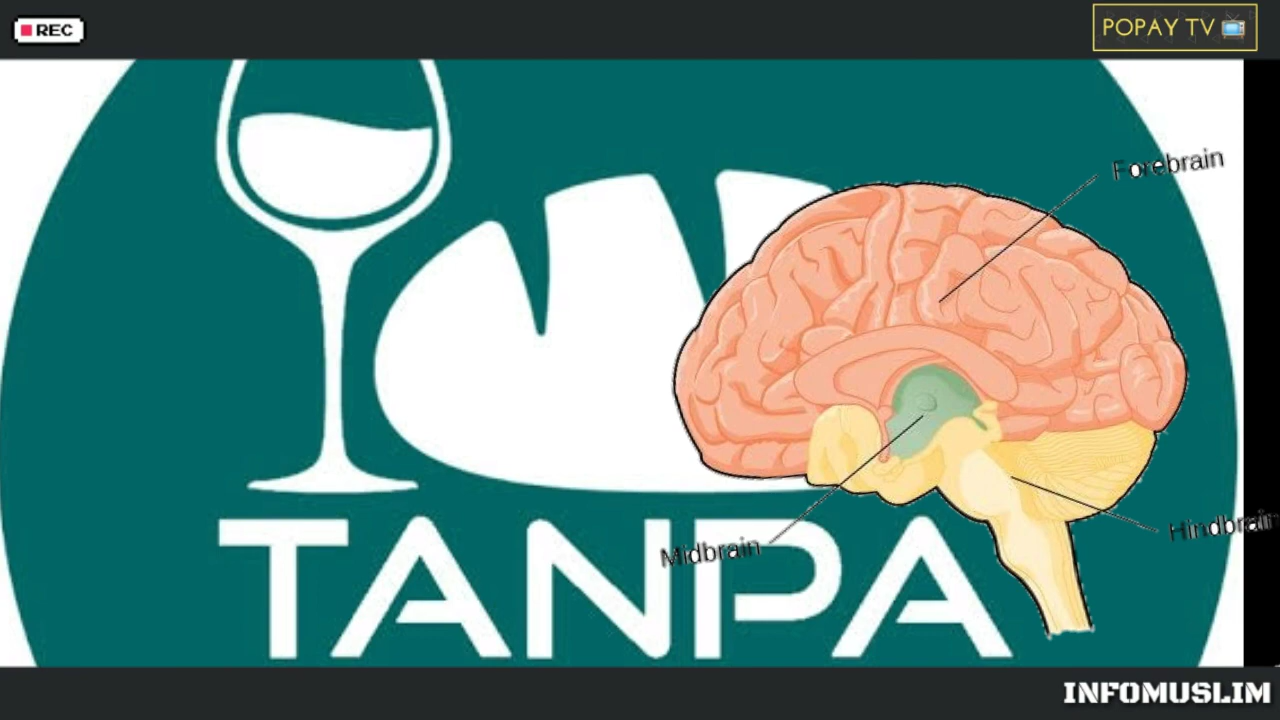 REC
POPAY TV
Forebrain
Midbrain
Hindbrain
TANPA
INFOMUSLIM